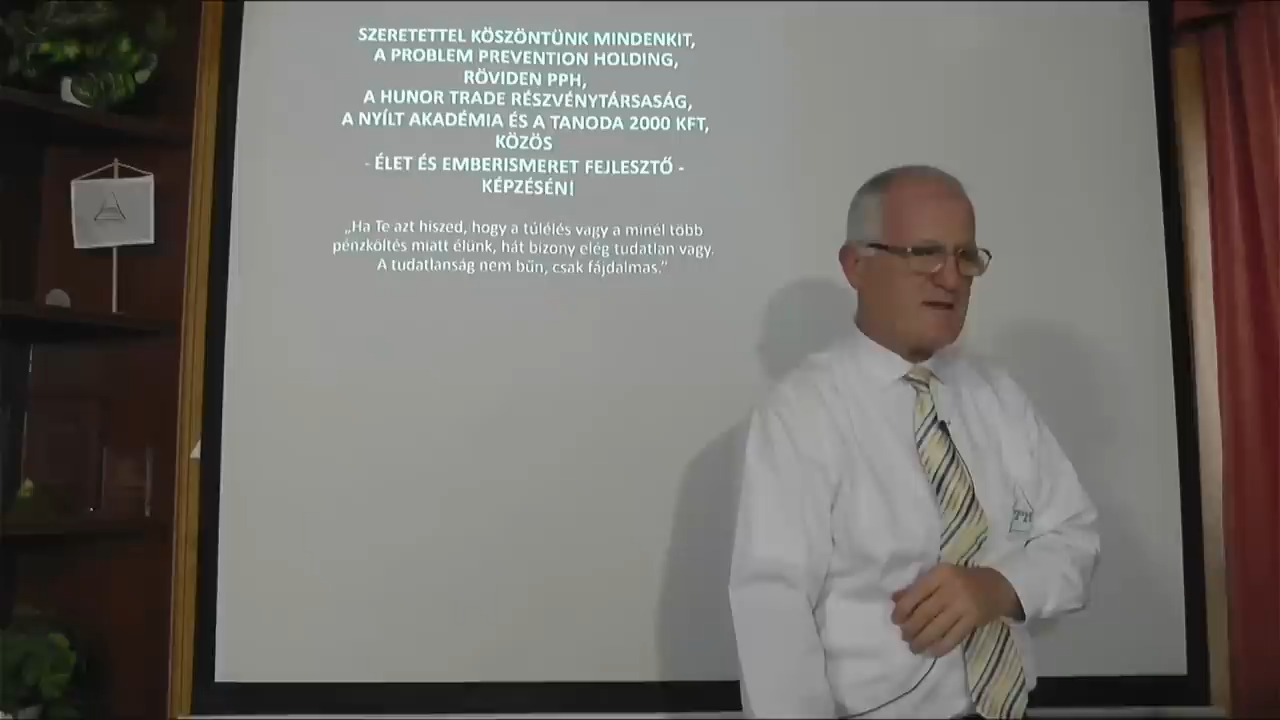 SZERETETTEL KÖSZÖNTÜNK MINDENKIT,
A PROBLEM PREVENTION HOLDING,
RÖVIDEN PPH,
A HUNOR TRADE RÉSZVÉNYTÁRSASÁG,
A NYÍLT AKADÉMIA ÉS A TANODA 2000 KFT,
KÖZÖS
- ÉLET ÉS EMBERISMERET FEJLESZTŐ -
KÉPZÉSÉN!
„Ha Te azt hiszed, hogy a túlélés vagy a minél több
pénzköltés miatt élünk, hát bizony elég tudatlan vagy.
A tudatlanság nem bűn, csak fájdalmas.”